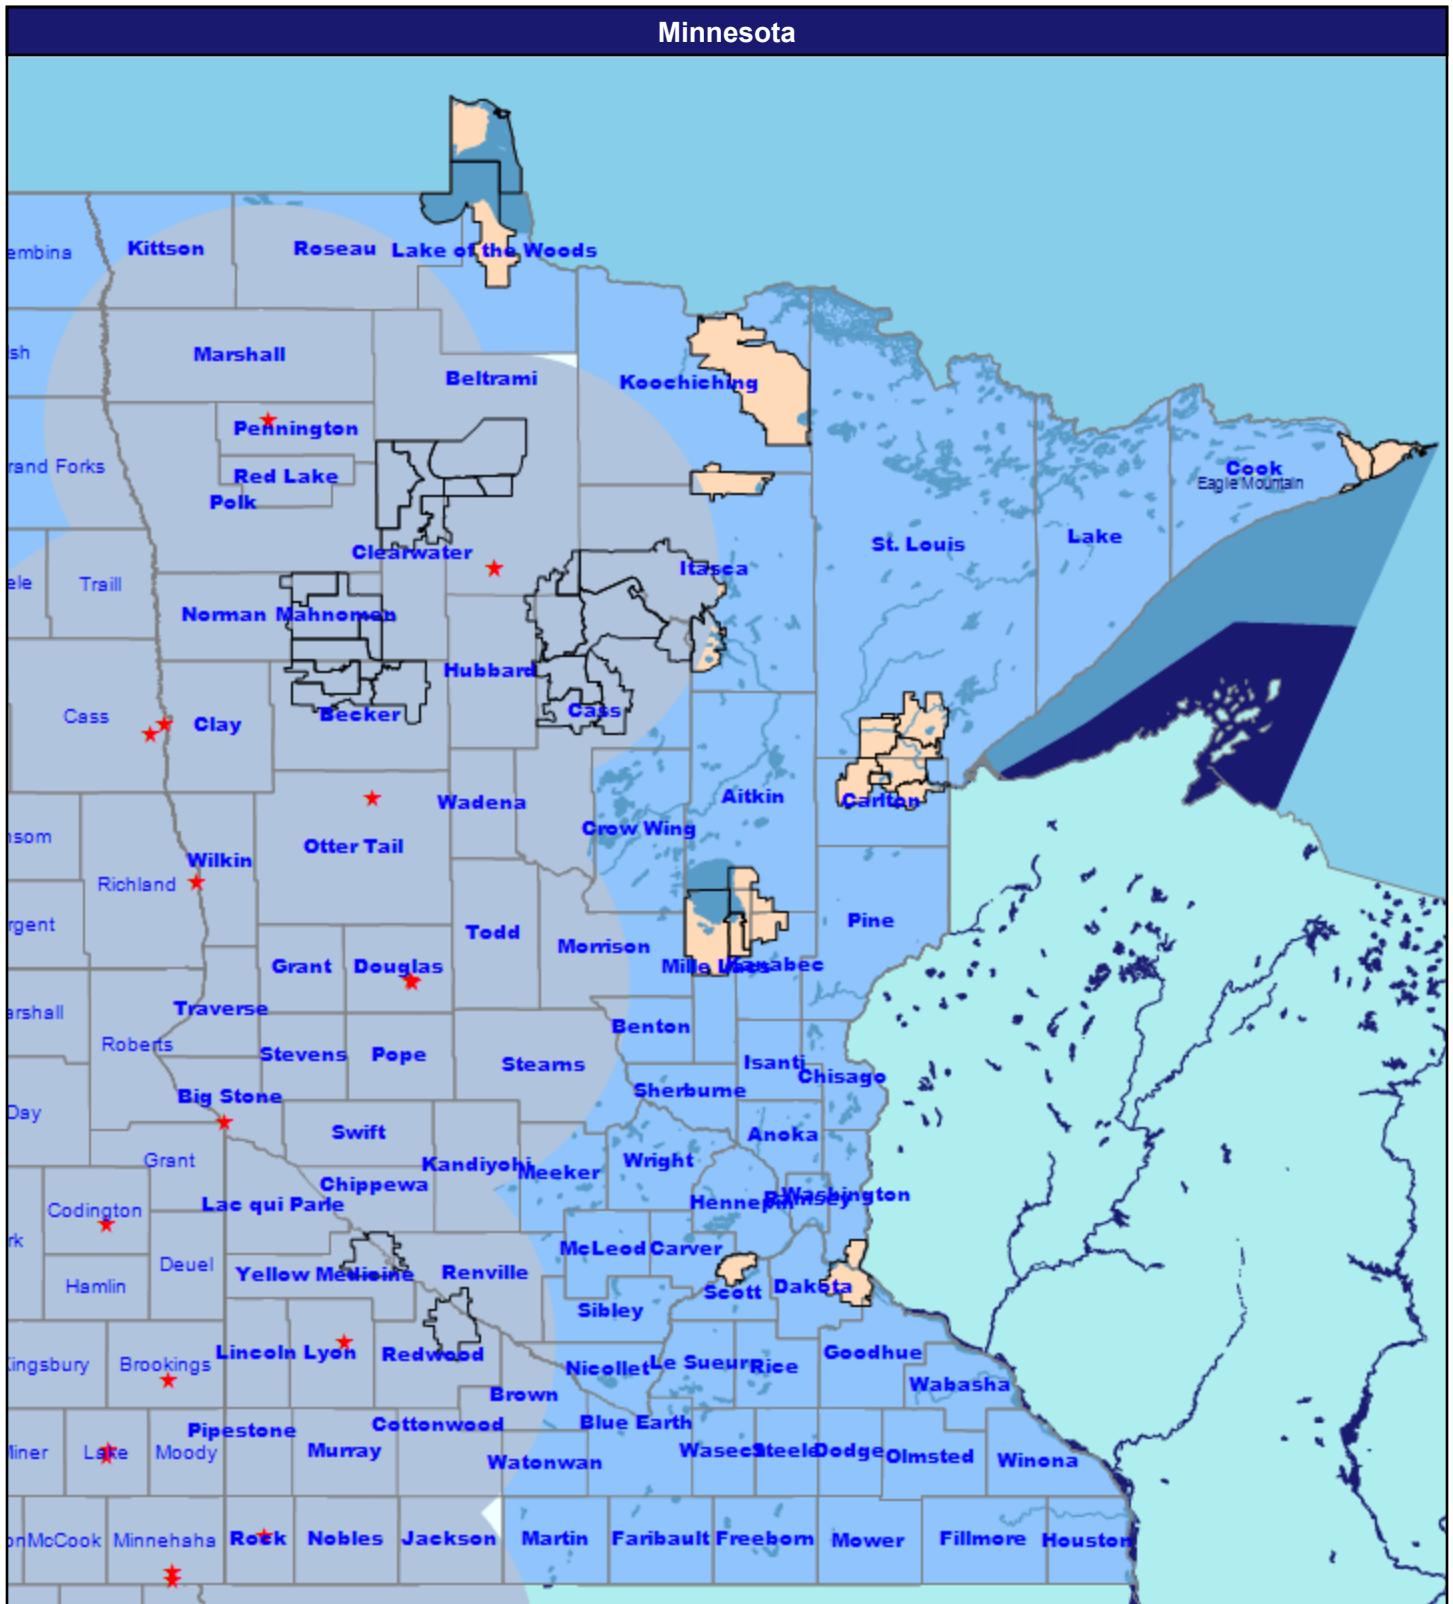 Minnesota
embina
Kittson
Roseau
Lake of the Woods
sh
Marshall
Beltrami
Koochiching
Pennington
rand Forks
Red Lake
Polk
Cook
Eagle Mountain
Clearwater
St. Louis
Lake
Itasca
ele
Traill
Norman
Mahnomen
Hubbard
Cass
Clay
Becker
Cass
Aitkin
Carlton
Wadena
Crow Wing
nsom
Otter Tail
Wilkin
Richland
rgent
Pine
Todd
Morrison
Grant
Douglas
Mille Lacs
Kanabec
arshall
Traverse
Benton
Roberts
Stevens
Pope
Stearns
Isanti
Chisago
Sherburne
Big Stone
Day
Swift
Anoka
Grant
Kandiyohi
Meeker
Wright
Chippewa
Lac qui Parle
Hennepin
Ramsey
Washington
Codington
rk
McLeod
Carver
Deuel
Yellow Medicine
Renville
Hamlin
Scott
Dakota
Sibley
Kingsbury
Brookings
Lincoln
Lyon
Redwood
Nicollet
Le Sueur
Rice
Goodhue
Wabasha
Brown
Pipestone
Cottonwood
Blue Earth
Miner
Lake
Moody
Murray
Watonwan
Waseca
Steele
Dodge
Olmsted
Winona
on
McCook
Minnehaha
Rock
Nobles
Jackson
Martin
Faribault
Freeborn
Mower
Fillmore
Houston